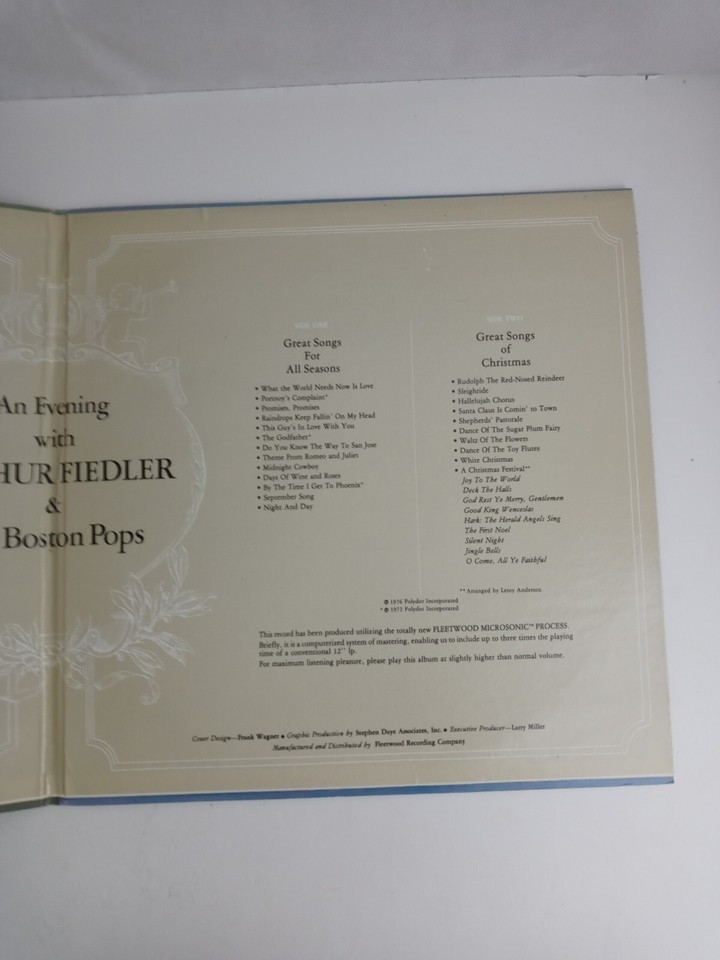 An Evening
with
HUR FIEDLER
&
Boston Pops
SIDE ONE
Great Songs
For
All Seasons
• What the World Needs Now Is Love
• Portnoy's Complaint*
• Promises, Promises
• Raindrops Keep Fallin' On My Head
• This Guy's In Love With You
• The Godfather*
• Do You Know The Way To San Jose
• Theme From Romeo and Juliet
• Midnight Cowboy
• Days Of Wine and Roses
• By The Time I Get To Phoenix*
• September Song
• Night And Day
SIDE TWO
Great Songs
of
Christmas
• Rudolph The Red-Nosed Reindeer
• Sleighride
• Hallelujah Chorus
• Santa Claus Is Comin' to Town
• Shepherds' Pastorale
• Dance Of The Sugar Plum Fairy
• Waltz Of The Flowers
• Dance Of The Toy Flutes
• White Christmas
• A Christmas Festival**
Joy To The World
Deck The Halls
God Rest Ye Merry, Gentlemen
Good King Wenceslas
Hark: The Herald Angels Sing
The First Noel
Silent Night
Jingle Bells
O Come, All Ye Faithful
** Arranged by Leroy Anderson
℗ 1976 Polydor Incorporated
* ℗ 1972 Polydor Incorporated
This record has been produced utilizing the totally new FLEETWOOD MICROSONIC™ PROCESS.
Briefly, it is a computerized system of mastering, enabling us to include up to three times the playing
time of a conventional 12" lp.
For maximum listening pleasure, please play this album at slightly higher than normal volume.
Cover Design—Frank Wagner • Graphic Production by Stephen Daye Associates, Inc. • Executive Producer—Larry Miller
Manufactured and Distributed by Fleetwood Recording Company